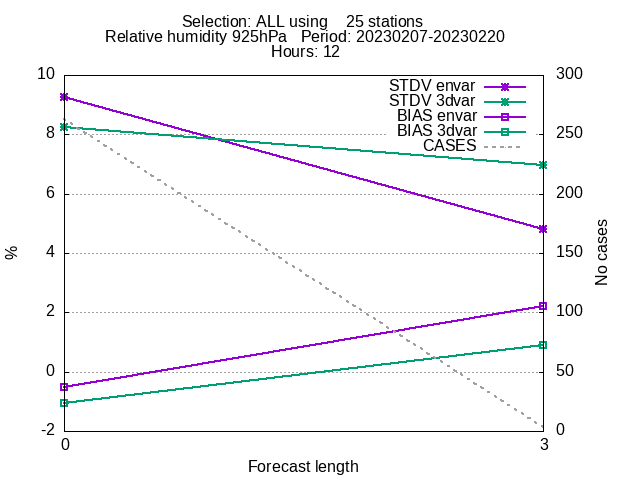 Selection: ALL using    25 stations
Relative humidity 925hPa   Period: 20230207-20230220
Hours: 12
STDV envar
STDV 3dvar
BIAS envar
BIAS 3dvar
CASES
10
8
6
4
2
0
-2
%
300
250
200
150
100
50
0
No cases
0
3
Forecast length